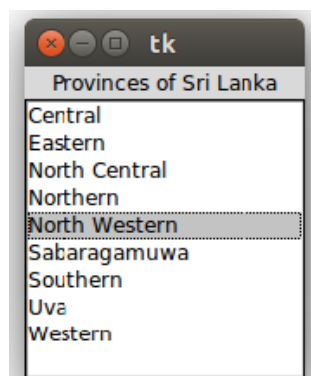 tk
Provinces of Sri Lanka
Central
Eastern
North Central
Northern
North Western
Sabaragamuwa
Southern
Uva
Western